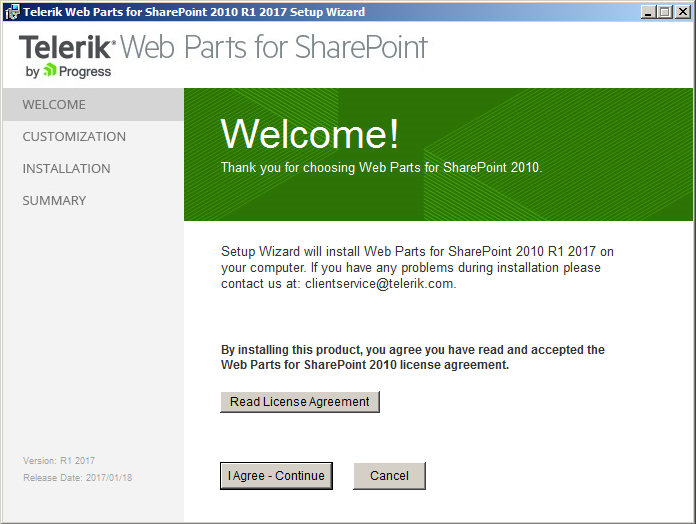 Telerik Web Parts for SharePoint 2010 R1 2017 Setup Wizard
Telerik® Web Parts for SharePoint
by Progress
WELCOME
CUSTOMIZATION
INSTALLATION
SUMMARY
Welcome!
Thank you for choosing Web Parts for SharePoint 2010.
Setup Wizard will install Web Parts for SharePoint 2010 R1 2017 on
your computer. If you have any problems during installation please
contact us at: clientservice@telerik.com.
By installing this product, you agree you have read and accepted the
Web Parts for SharePoint 2010 license agreement.
Read License Agreement
Version: R1 2017
Release Date: 2017/01/18
I Agree - Continue
Cancel